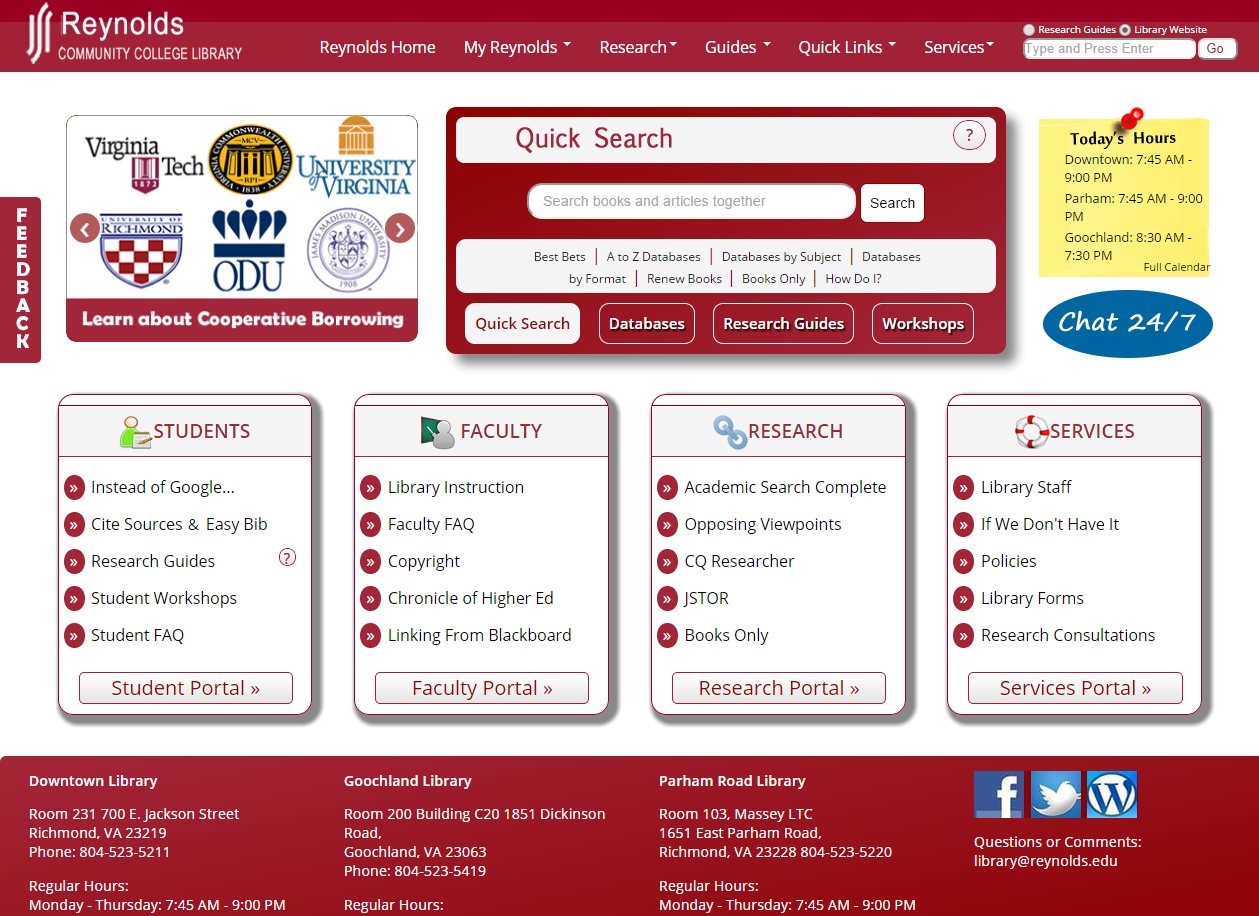 Reynolds
COMMUNITY COLLEGE LIBRARY
Reynolds Home
My Reynolds
Research
Guides
Quick Links
Services
Research Guides
Library Website
Type and Press Enter
Go
FEEDBACK
Virginia
Tech
1872
VIRGINIA COMMONWEALTH UNIVERSITY
MCV
RPI
1838
UNIVERSITY
of VIRGINIA
UNIVERSITY OF
RICHMOND
ODU
JAMES MADISON UNIVERSITY
1908
Learn about Cooperative Borrowing
Quick Search
?
Search books and articles together
Search
Best Bets | A to Z Databases | Databases by Subject | Databases
by Format | Renew Books | Books Only | How Do I?
Quick Search
Databases
Research Guides
Workshops
Today's Hours
Downtown: 7:45 AM -
9:00 PM
Parham: 7:45 AM - 9:00
PM
Goochland: 8:30 AM -
7:30 PM
Full Calendar
Chat 24/7
STUDENTS
» Instead of Google...
» Cite Sources & Easy Bib
» Research Guides ?
» Student Workshops
» Student FAQ
Student Portal »
FACULTY
» Library Instruction
» Faculty FAQ
» Copyright
» Chronicle of Higher Ed
» Linking From Blackboard
Faculty Portal »
RESEARCH
» Academic Search Complete
» Opposing Viewpoints
» CQ Researcher
» JSTOR
» Books Only
Research Portal »
SERVICES
» Library Staff
» If We Don't Have It
» Policies
» Library Forms
» Research Consultations
Services Portal »
Downtown Library
Room 231 700 E. Jackson Street
Richmond, VA 23219
Phone: 804-523-5211
Regular Hours:
Monday - Thursday: 7:45 AM - 9:00 PM
Goochland Library
Room 200 Building C20 1851 Dickinson
Road,
Goochland, VA 23063
Phone: 804-523-5419
Regular Hours:
Parham Road Library
Room 103, Massey LTC
1651 East Parham Road,
Richmond, VA 23228 804-523-5220
Regular Hours:
Monday - Thursday: 7:45 AM - 9:00 PM
f
W
Questions or Comments:
library@reynolds.edu